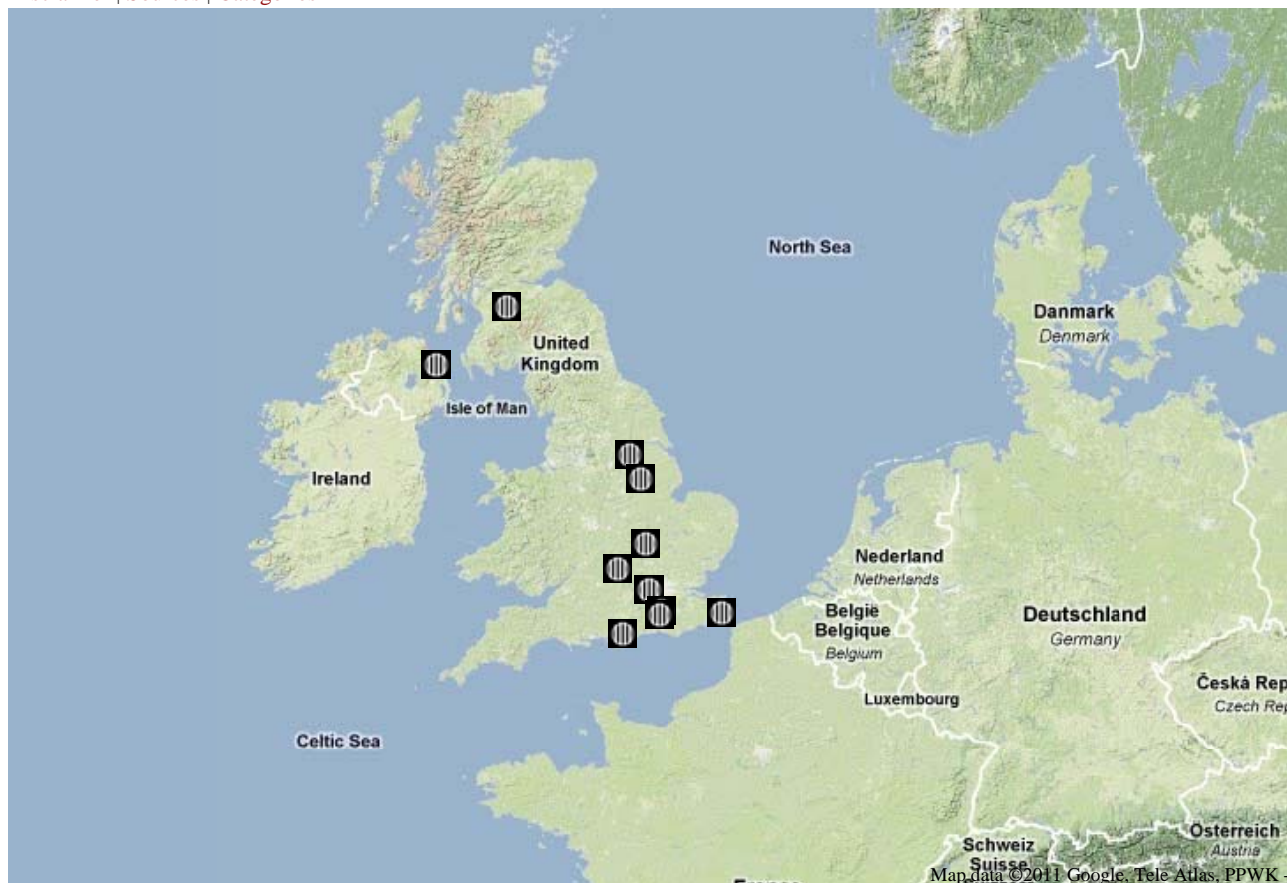 North Sea
Danmark
Denmark
United
Kingdom
Isle of Man
Ireland
Nederland
Netherlands
België
Belgique
Belgium
Deutschland
Germany
Luxembourg
Česká Rep
Czech Rep
Celtic Sea
Österreich
Austria
Schweiz
Suisse
Map data ©2011 Google, Tele Atlas, PPWK -